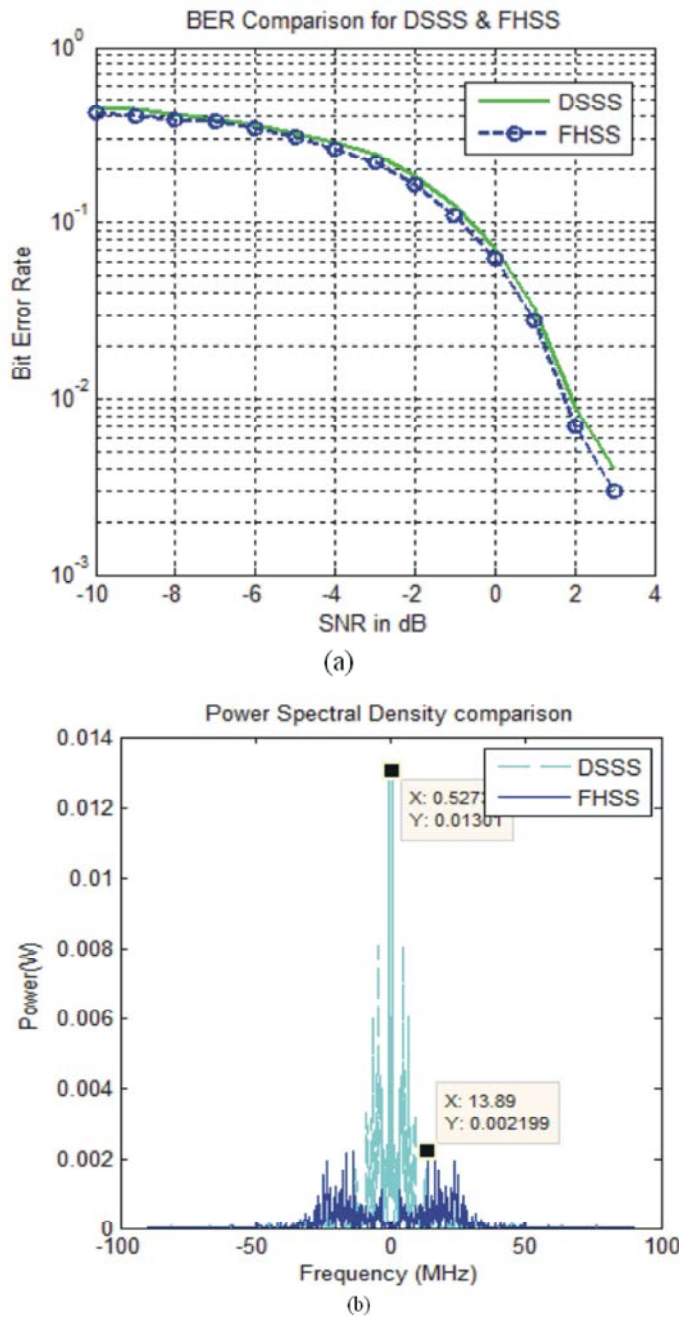 BER Comparison for DSSS & FHSS
10^0
10^-1
10^-2
10^-3
Bit Error Rate
DSSS
FHSS
-10 -8 -6 -4 -2 0 2 4
SNR in dB
(a)
Power Spectral Density comparison
0.014
0.012
0.01
0.008
0.006
0.004
0.002
0
Power(W)
DSSS
FHSS
X: 0.527
Y: 0.01301
X: 13.89
Y: 0.002199
-100 -50 0 50 100
Frequency (MHz)
(b)